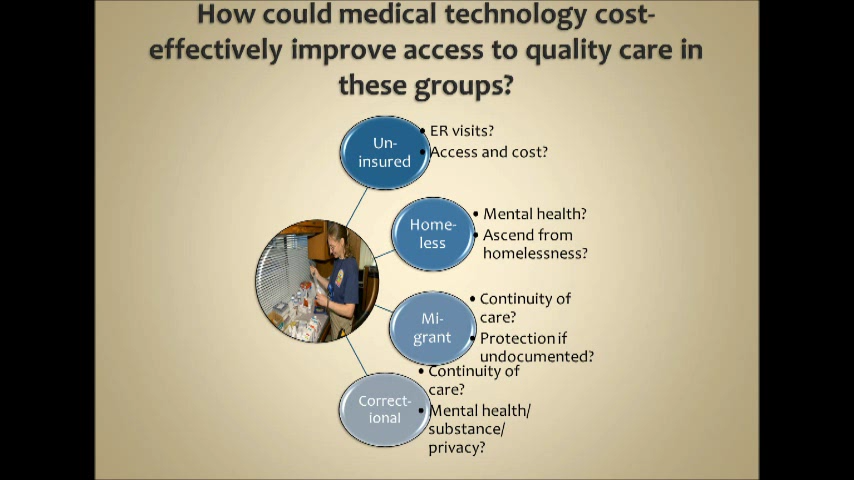 How could medical technology cost-
effectively improve access to quality care in
these groups?
Un-
insured
• ER visits?
• Access and cost?
Home-
less
• Mental health?
• Ascend from
homelessness?
Mi-
grant
• Continuity of
care?
• Protection if
undocumented?
Correct-
ional
• Continuity of
care?
• Mental health/
substance/
privacy?